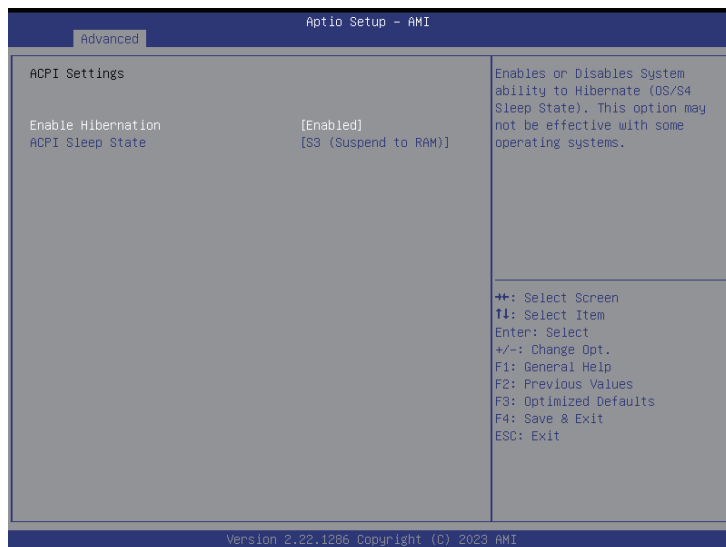 Aptio Setup – AMI
Advanced
ACPI Settings
Enable Hibernation [Enabled]
ACPI Sleep State [S3 (Suspend to RAM)]
Enables or Disables System
ability to Hibernate (OS/S4
Sleep State). This option may
not be effective with some
operating systems.
→←: Select Screen
↑↓: Select Item
Enter: Select
+/-: Change Opt.
F1: General Help
F2: Previous Values
F3: Optimized Defaults
F4: Save & Exit
ESC: Exit
Version 2.22.1286 Copyright (C) 2023 AMI